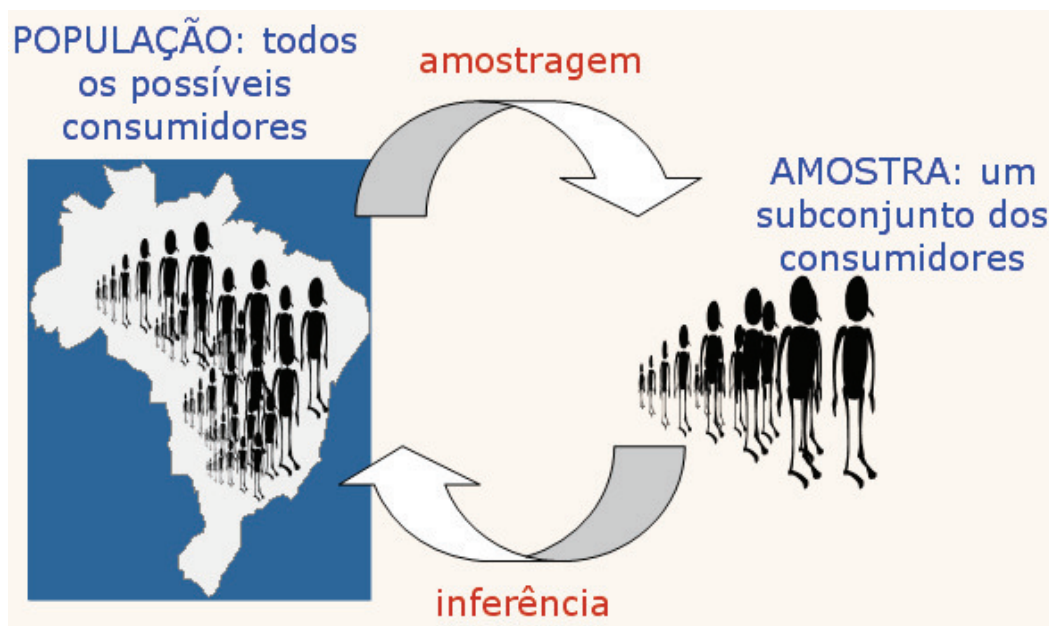 POPULAÇÃO: todos
os possíveis
consumidores
amostragem
AMOSTRA: um
subconjunto dos
consumidores
inferência